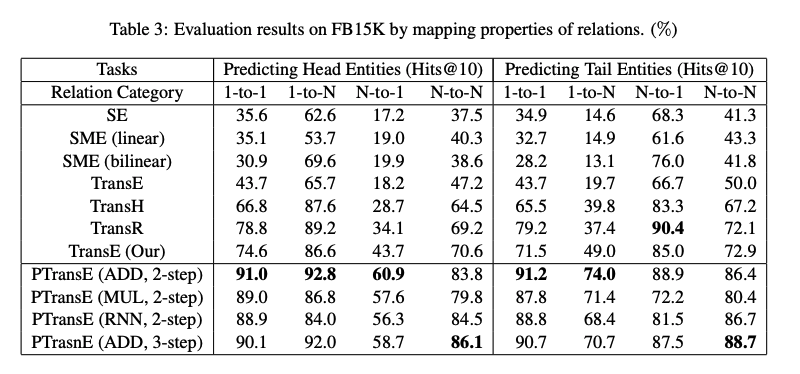 Table 3: Evaluation results on FB15K by mapping properties of relations. (%)
Tasks Predicting Head Entities (Hits@10) Predicting Tail Entities (Hits@10)
Relation Category 1-to-1 1-to-N N-to-1 N-to-N 1-to-1 1-to-N N-to-1 N-to-N
SE 35.6 62.6 17.2 37.5 34.9 14.6 68.3 41.3
SME (linear) 35.1 53.7 19.0 40.3 32.7 14.9 61.6 43.3
SME (bilinear) 30.9 69.6 19.9 38.6 28.2 13.1 76.0 41.8
TransE 43.7 65.7 18.2 47.2 43.7 19.7 66.7 50.0
TransH 66.8 87.6 28.7 64.5 65.5 39.8 83.3 67.2
TransR 78.8 89.2 34.1 69.2 79.2 37.4 90.4 72.1
TransE (Our) 74.6 86.6 43.7 70.6 71.5 49.0 85.0 72.9
PTransE (ADD, 2-step) 91.0 92.8 60.9 83.8 91.2 74.0 88.9 86.4
PTransE (MUL, 2-step) 89.0 86.8 57.6 79.8 87.8 71.4 72.2 80.4
PTransE (RNN, 2-step) 88.9 84.0 56.3 84.5 88.8 68.4 81.5 86.7
PTrasnE (ADD, 3-step) 90.1 92.0 58.7 86.1 90.7 70.7 87.5 88.7